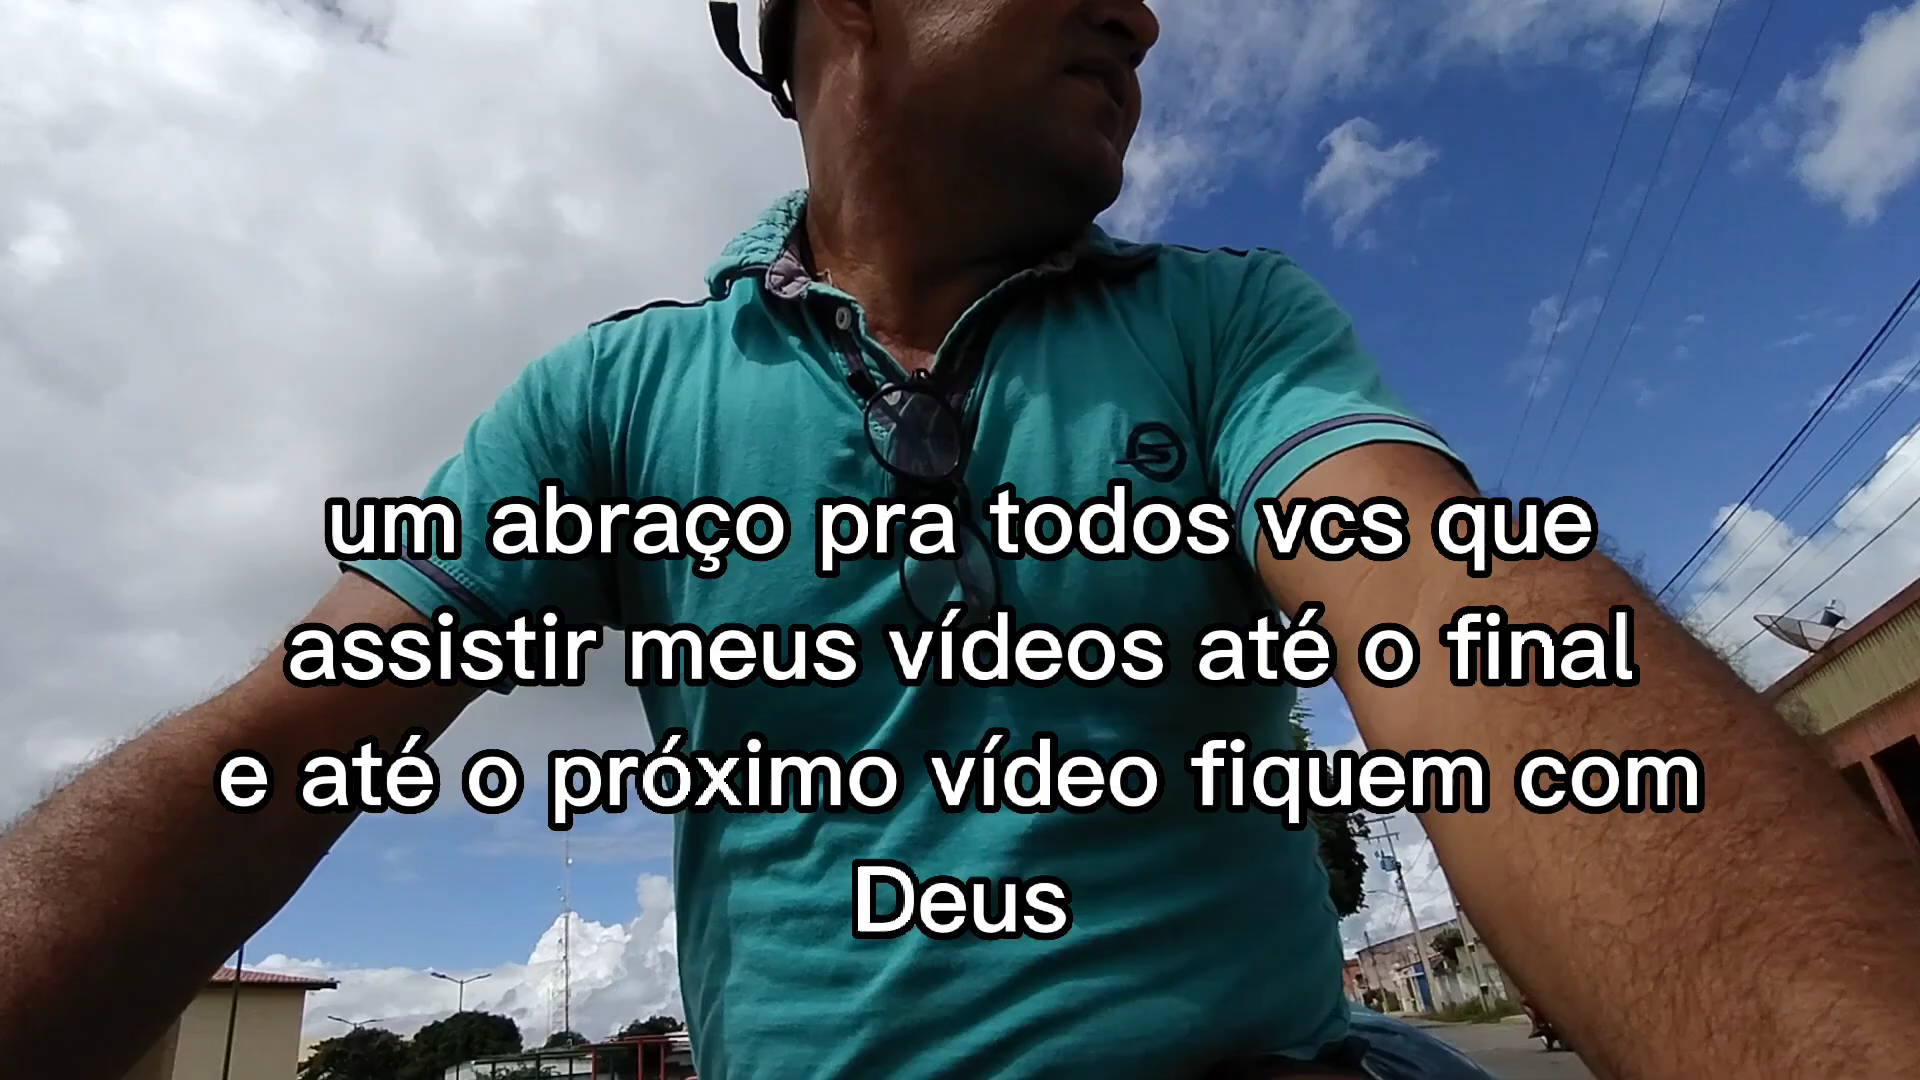 um abraço pra todos vcs que
assistir meus vídeos até o final
e até o próximo vídeo fiquem com
Deus